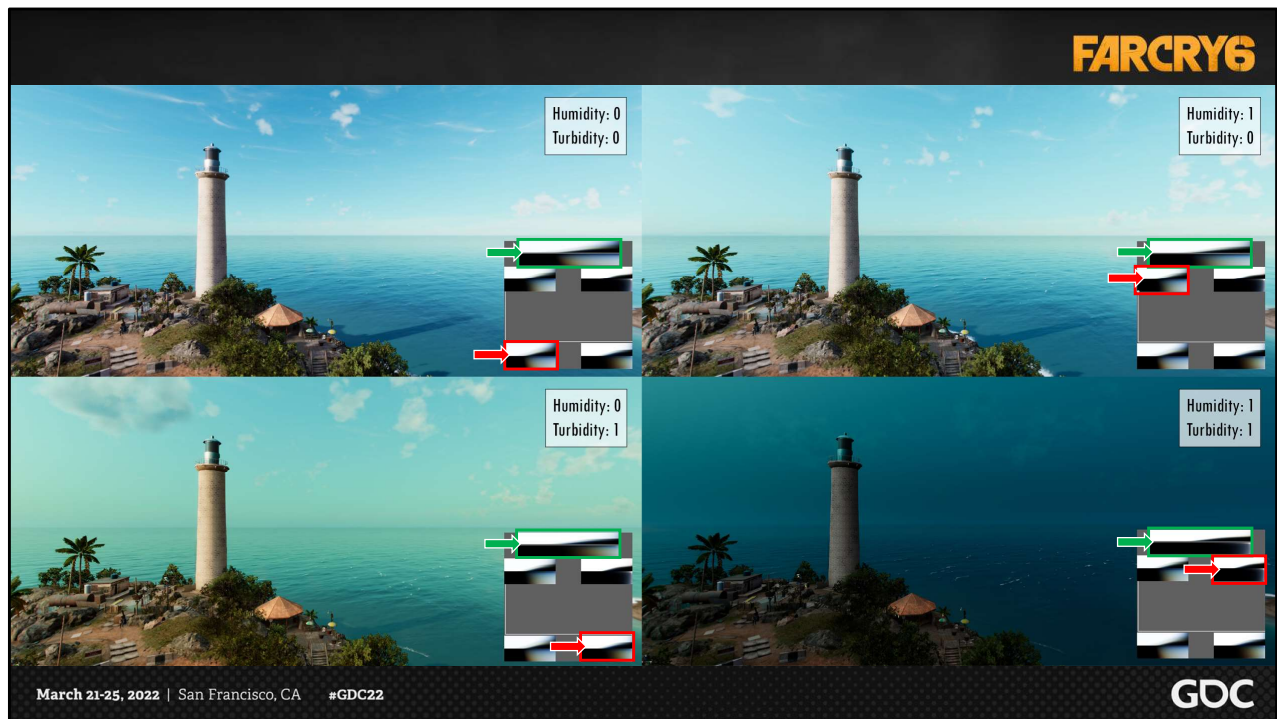 FARCRY6
Humidity: 0
Turbidity: 0
Humidity: 1
Turbidity: 0
Humidity: 0
Turbidity: 1
Humidity: 1
Turbidity: 1
March 21-25, 2022 | San Francisco, CA #GDC22
GDC